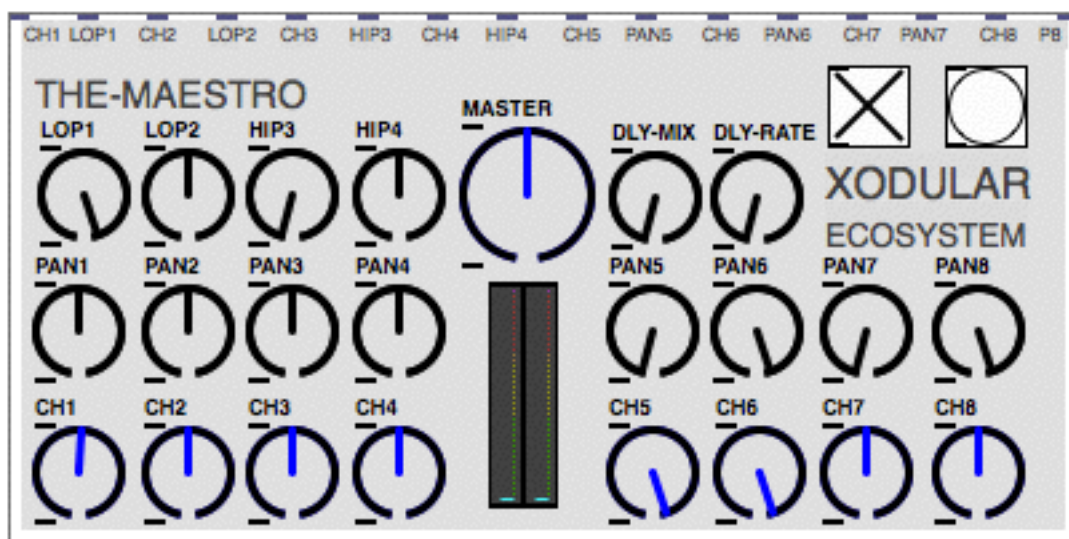 CH1 LOP1 CH2 LOP2 CH3 HIP3 CH4 HIP4 CH5 PAN5 CH6 PAN6 CH7 PAN7 CH8 P8
THE-MAESTRO
MASTER
LOP1 LOP2 HIP3 HIP4 DLY-MIX DLY-RATE
XODULAR
ECOSYSTEM
PAN1 PAN2 PAN3 PAN4 PAN5 PAN6 PAN7 PAN8
CH1 CH2 CH3 CH4 CH5 CH6 CH7 CH8